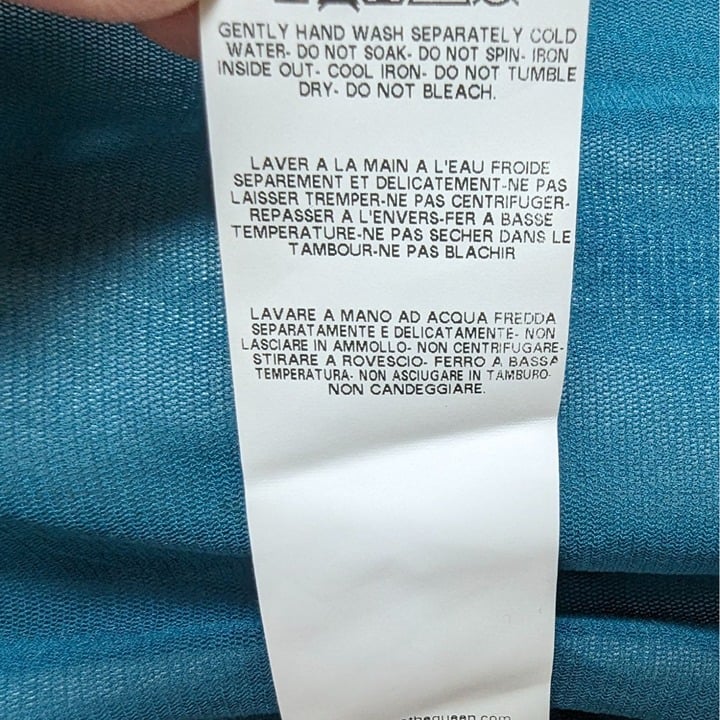 GENTLY HAND WASH SEPARATELY COLD
WATER- DO NOT SOAK- DO NOT SPIN- IRON
INSIDE OUT- COOL IRON- DO NOT TUMBLE
DRY- DO NOT BLEACH.
LAVER A LA MAIN A L'EAU FROIDE
SEPAREMENT ET DELICATEMENT-NE PAS
LAISSER TREMPER-NE PAS CENTRIFUGER-
REPASSER A L'ENVERS-FER A BASSE
TEMPERATURE-NE PAS SECHER DANS LE
TAMBOUR-NE PAS BLACHIR
LAVARE A MANO AD ACQUA FREDDA
SEPARATAMENTE E DELICATAMENTE- NON
LASCIARE IN AMMOLLO- NON CENTRIFUGARE-
STIRARE A ROVESCIO- FERRO A BASSA
TEMPERATURA- NON ASCIUGARE IN TAMBURO-
NON CANDEGGIARE.